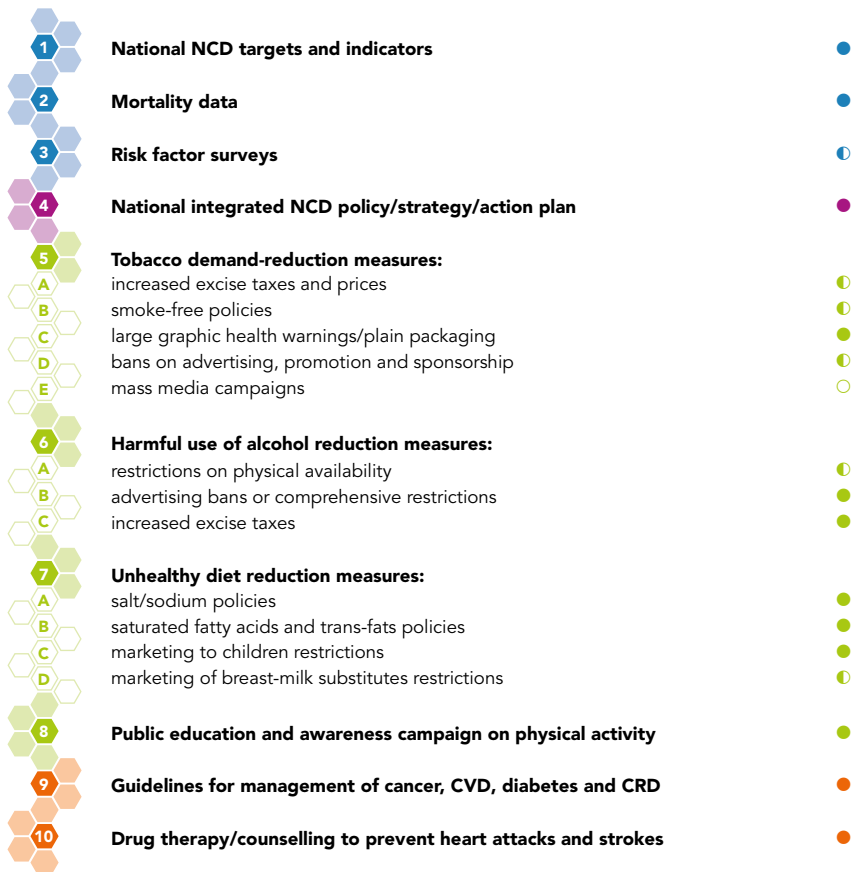 1 National NCD targets and indicators
2 Mortality data
3 Risk factor surveys
4 National integrated NCD policy/strategy/action plan
5 Tobacco demand-reduction measures:
A increased excise taxes and prices
B smoke-free policies
C large graphic health warnings/plain packaging
D bans on advertising, promotion and sponsorship
E mass media campaigns
6 Harmful use of alcohol reduction measures:
A restrictions on physical availability
B advertising bans or comprehensive restrictions
C increased excise taxes
7 Unhealthy diet reduction measures:
A salt/sodium policies
B saturated fatty acids and trans-fats policies
C marketing to children restrictions
D marketing of breast-milk substitutes restrictions
8 Public education and awareness campaign on physical activity
9 Guidelines for management of cancer, CVD, diabetes and CRD
10 Drug therapy/counselling to prevent heart attacks and strokes